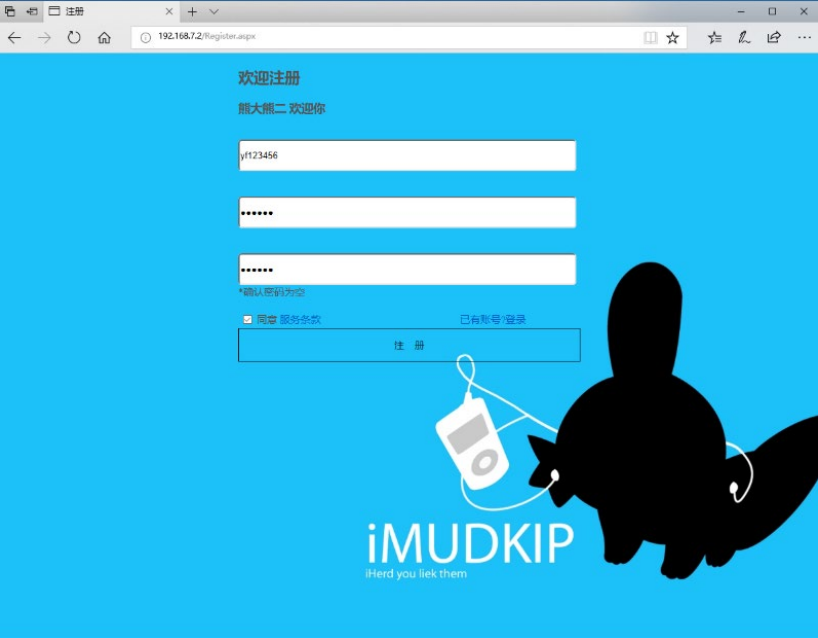 注册
192.168.7.2/Register.aspx
欢迎注册
熊大熊二 欢迎你
yf123456
••••••
••••••
*确认密码为空
同意 服务条款 已有账号?登录
注 册
iMUDKIP
iHerd you liek them